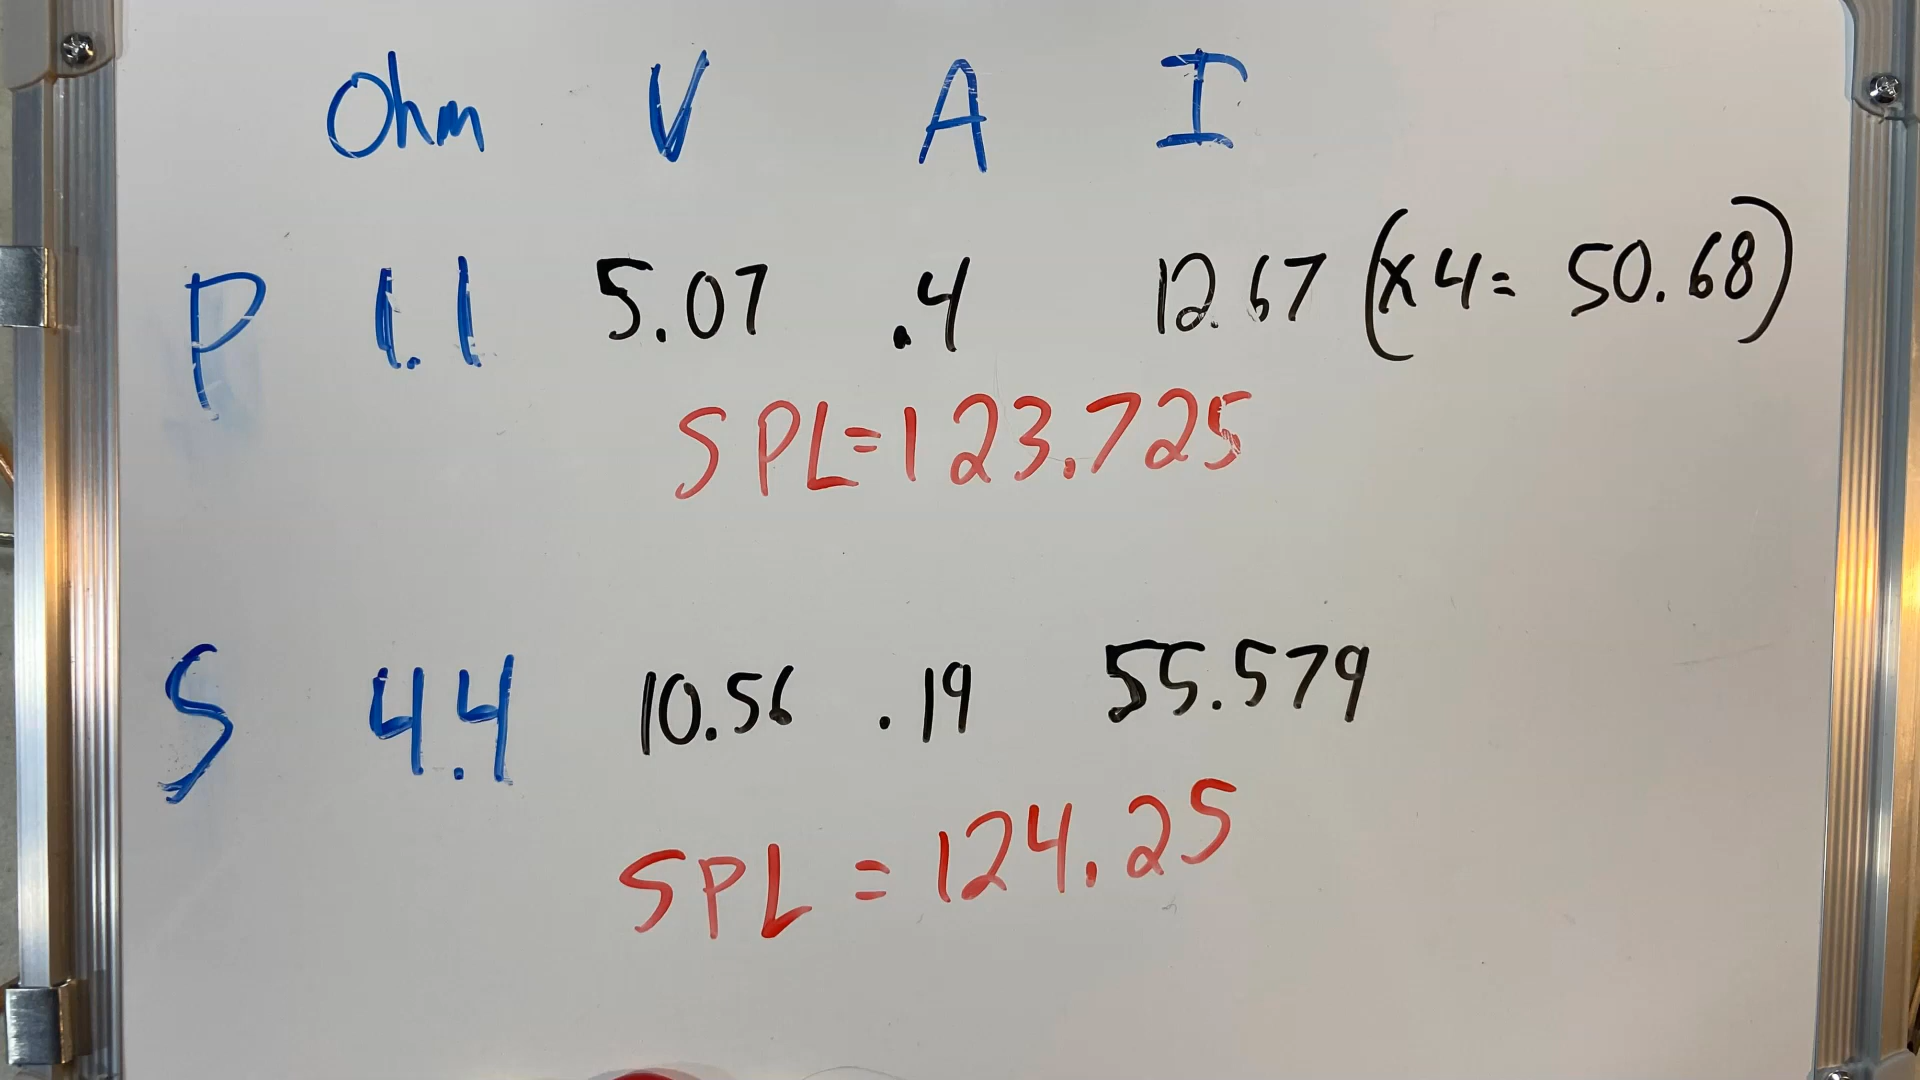 Ohm V A I
P 1.1 5.07 .4 12.67 (x4= 50.68)
SPL=123.725
S 4.4 10.56 .19 55.579
SPL = 124.25